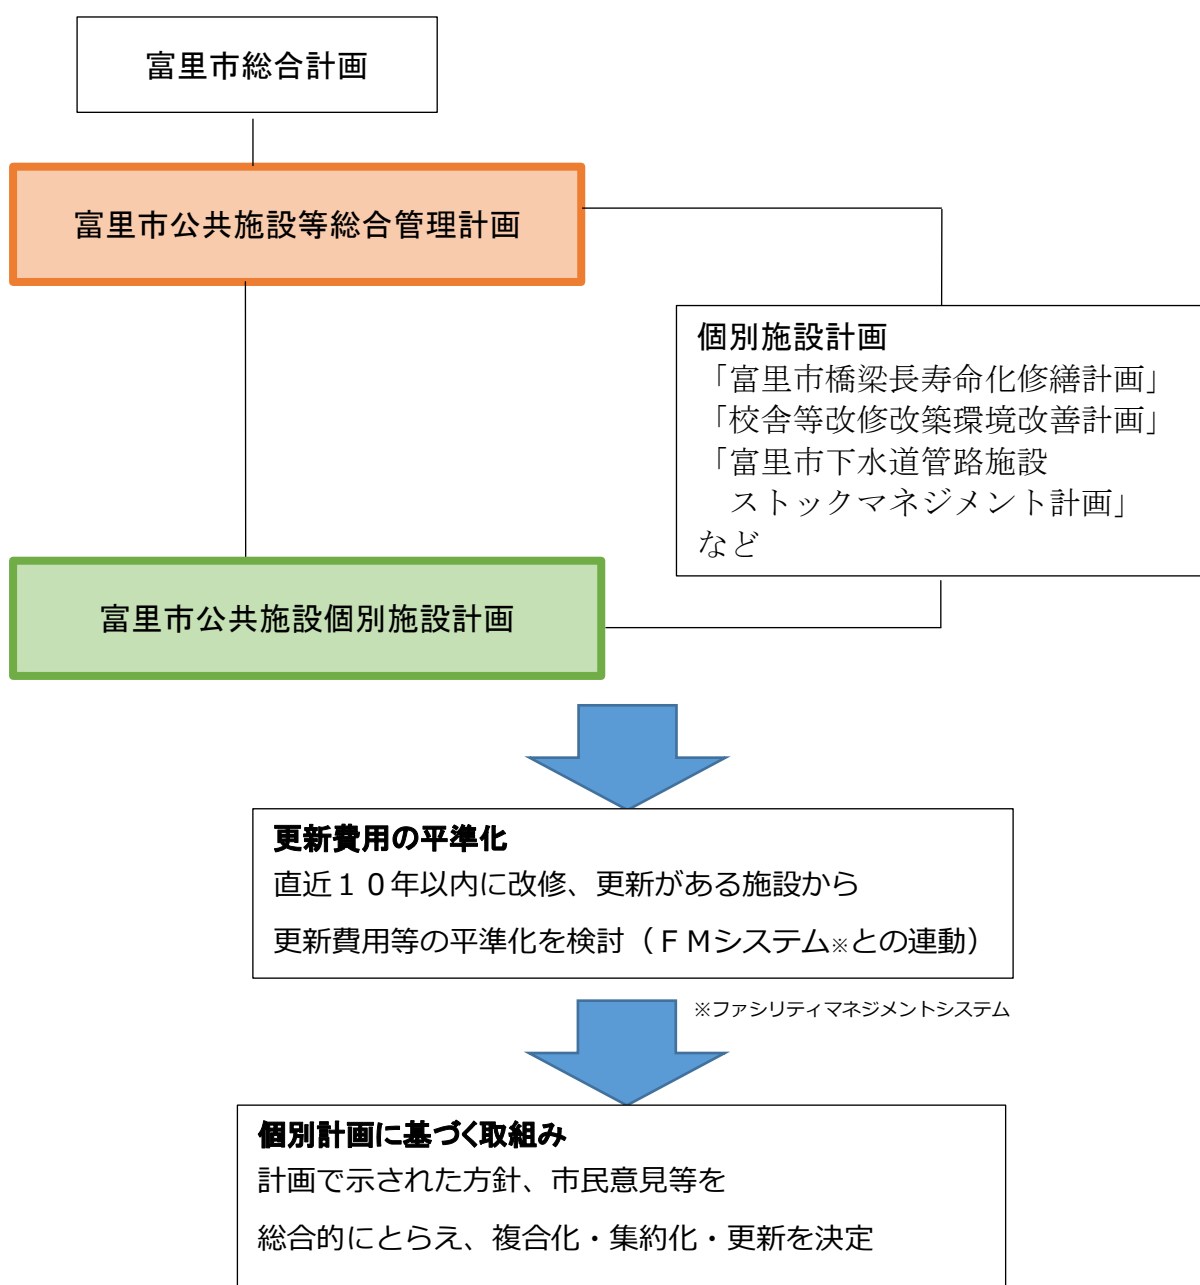 富里市総合計画
富里市公共施設等総合管理計画
個別施設計画
「富里市橋梁長寿命化修繕計画」
「校舎等改修改築環境改善計画」
「富里市下水道管路施設
ストックマネジメント計画」
など
富里市公共施設個別施設計画
更新費用の平準化
直近１０年以内に改修、更新がある施設から
更新費用等の平準化を検討（ＦＭシステム※との連動）
※ファシリティマネジメントシステム
個別計画に基づく取組み
計画で示された方針、市民意見等を
総合的にとらえ、複合化・集約化・更新を決定